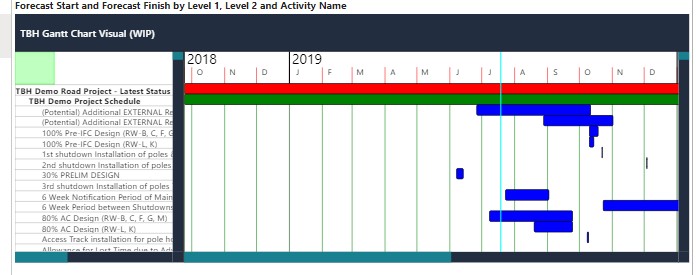 Forecast Start and Forecast Finish by Level 1, Level 2 and Activity Name
TBH Gantt Chart Visual (WIP)
2018 2019
O N D J F M A M J J A S O N D
TBH Demo Road Project - Latest Status
TBH Demo Project Schedule
(Potential) Additional EXTERNAL Re
(Potential) Additional EXTERNAL Re
100% Pre-IFC Design (RW-B, C, F, G
100% Pre-IFC Design (RW-L, K)
1st shutdown Installation of poles
2nd shutdown Installation of poles
30% PRELIM DESIGN
3rd shutdown Installation of poles
6 Week Notification Period of Main
6 Week Period between Shutdowns
80% AC Design (RW-B, C, F, G, M)
80% AC Design (RW-L, K)
Access Track installation for pole h
Allowance for Lost Time due to Ad